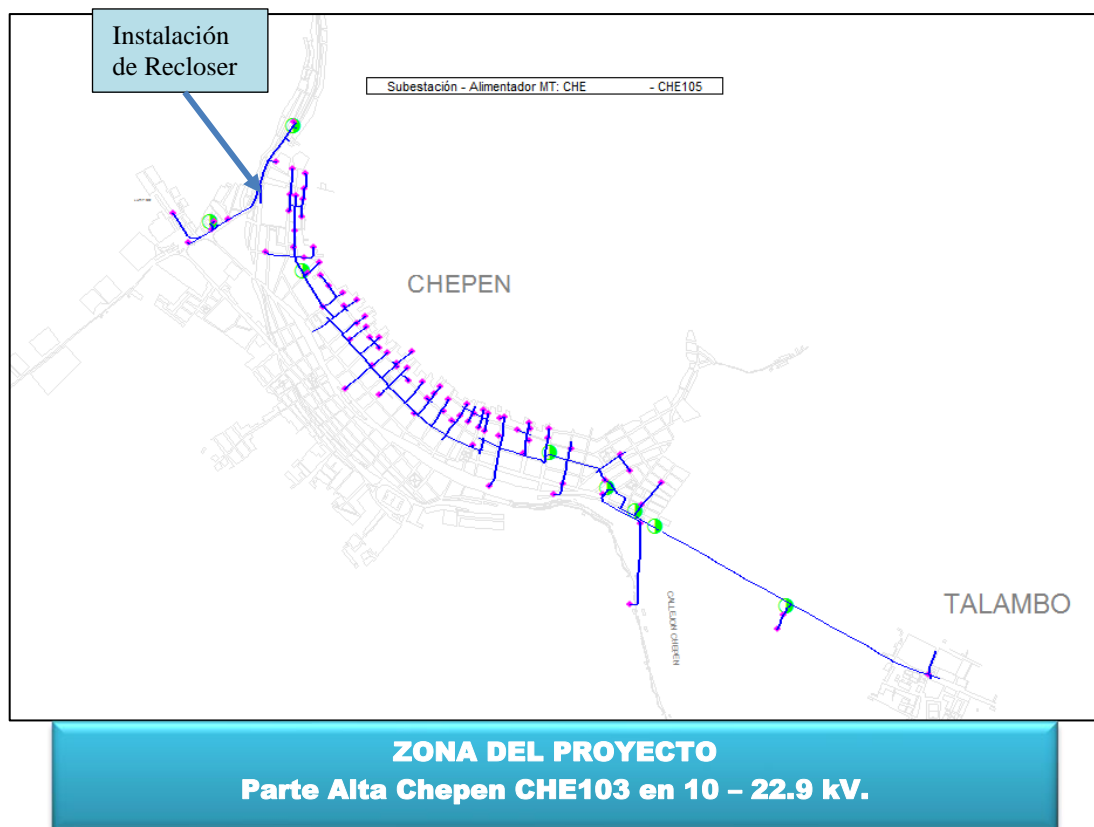 Instalación
de Recloser
Subestación - Alimentador MT: CHE - CHE105
CHEPEN
TALAMBO
CALLEJON CHEPEN
ZONA DEL PROYECTO
Parte Alta Chepen CHE103 en 10 – 22.9 kV.